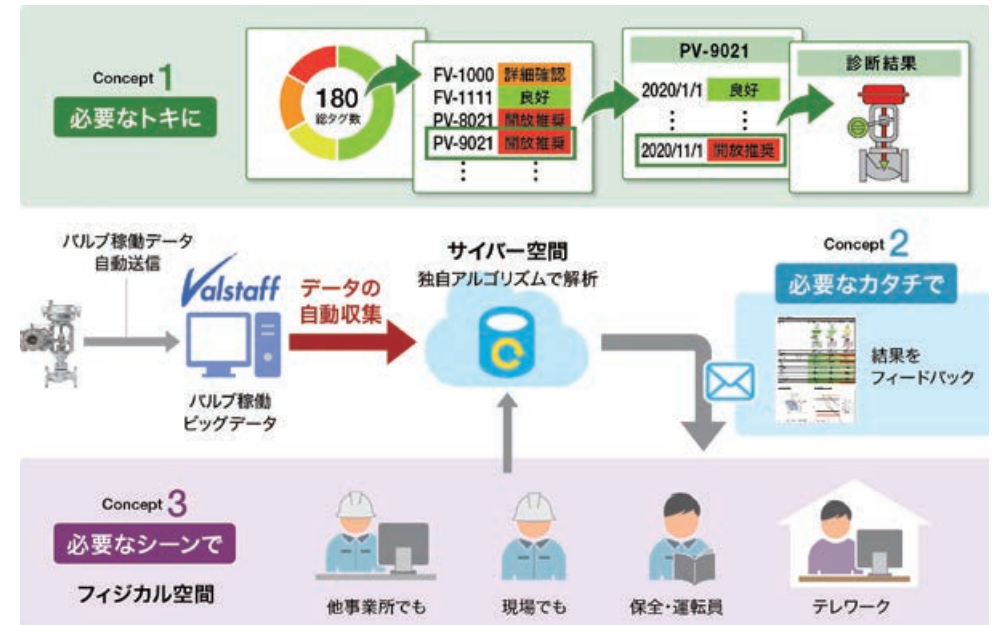 Concept 1
必要なトキに
180
総タグ数
FV-1000 詳細確認
FV-1111 良好
PV-8021 開放推奨
PV-9021 開放推奨
⋮ ⋮
PV-9021
2020/1/1 良好
⋮ ⋮
2020/11/1 開放推奨
診断結果
バルブ稼働データ
自動送信
Valstaff
バルブ稼働
ビッグデータ
データの
自動収集
サイバー空間
独自アルゴリズムで解析
Concept 2
必要なカタチで
結果を
フィードバック
Concept 3
必要なシーンで
フィジカル空間
他事業所でも
現場でも
保全・運転員
テレワーク